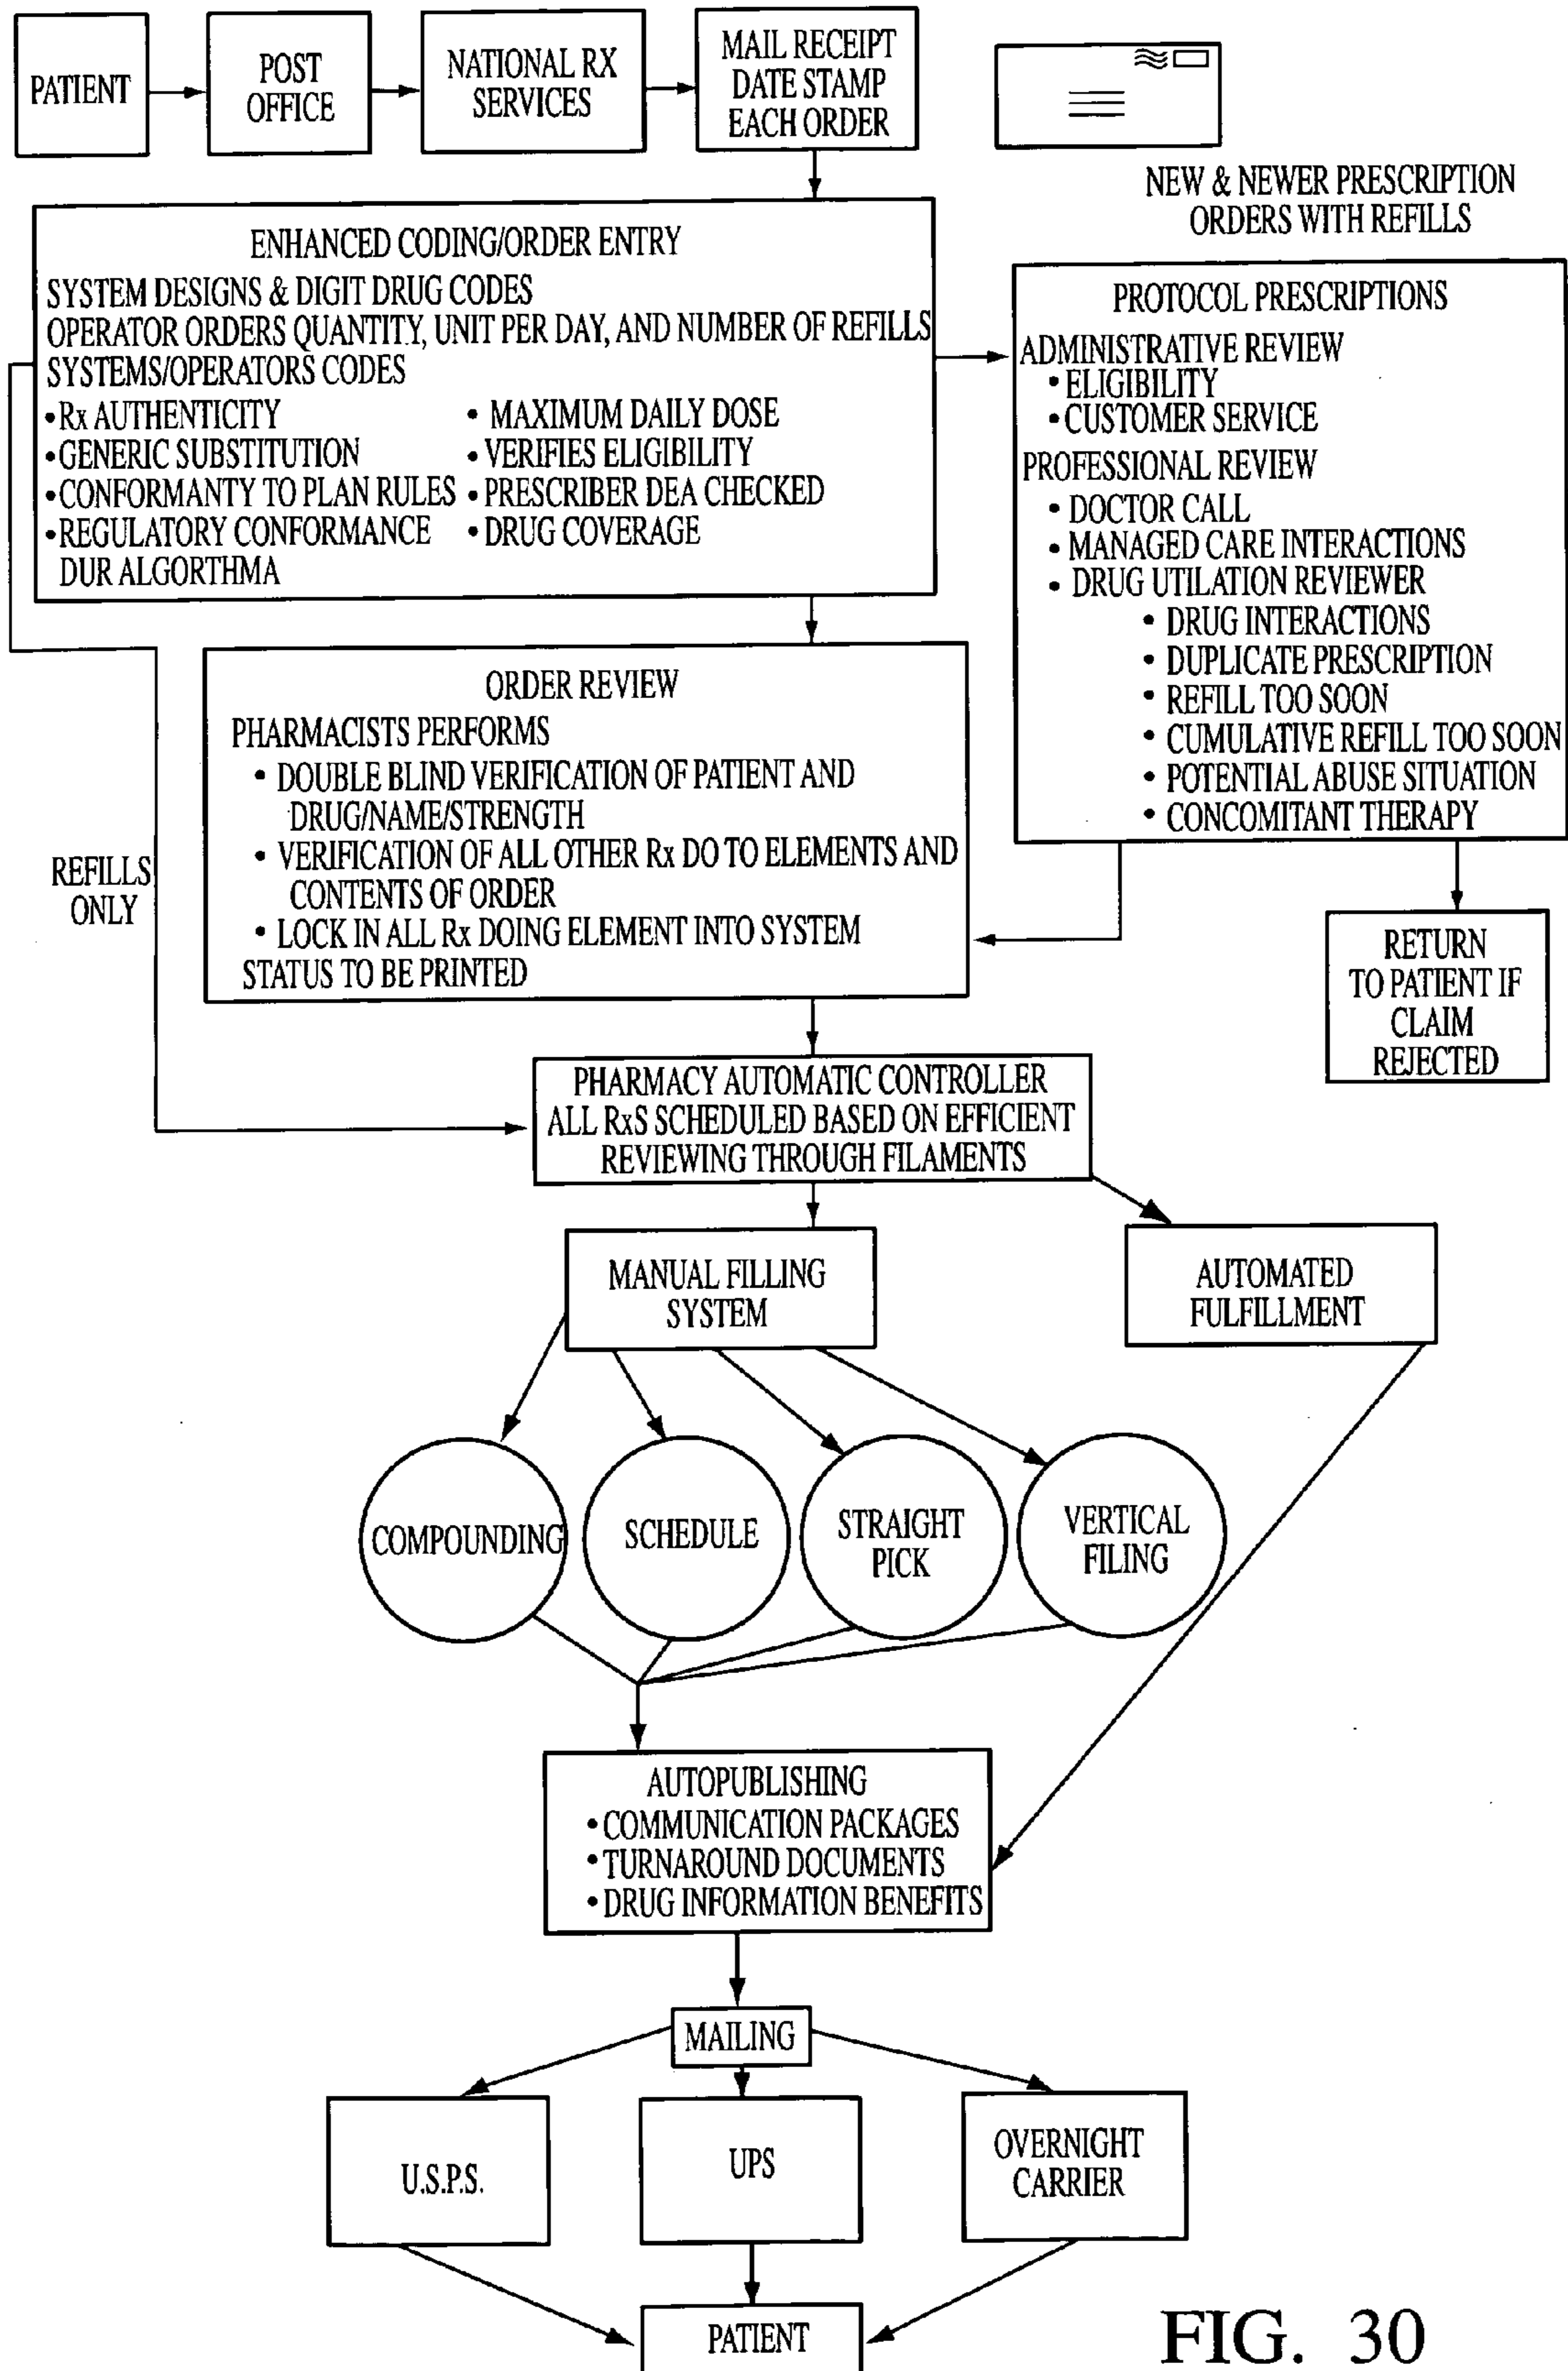 PATIENT
POST
OFFICE
NATIONAL RX
SERVICES
MAIL RECEIPT
DATE STAMP
EACH ORDER
NEW & NEWER PRESCRIPTION
ORDERS WITH REFILLS
ENHANCED CODING/ORDER ENTRY
SYSTEM DESIGNS & DIGIT DRUG CODES
OPERATOR ORDERS QUANTITY, UNIT PER DAY, AND NUMBER OF REFILLS
SYSTEMS/OPERATORS CODES
• Rx AUTHENTICITY
• GENERIC SUBSTITUTION
• CONFORMANTY TO PLAN RULES
• REGULATORY CONFORMANCE
DUR ALGORTHMA
• MAXIMUM DAILY DOSE
• VERIFIES ELIGIBILITY
• PRESCRIBER DEA CHECKED
• DRUG COVERAGE
PROTOCOL PRESCRIPTIONS
ADMINISTRATIVE REVIEW
• ELIGIBILITY
• CUSTOMER SERVICE
PROFESSIONAL REVIEW
• DOCTOR CALL
• MANAGED CARE INTERACTIONS
• DRUG UTILATION REVIEWER
• DRUG INTERACTIONS
• DUPLICATE PRESCRIPTION
• REFILL TOO SOON
• CUMULATIVE REFILL TOO SOON
• POTENTIAL ABUSE SITUATION
• CONCOMITANT THERAPY
ORDER REVIEW
PHARMACISTS PERFORMS
• DOUBLE BLIND VERIFICATION OF PATIENT AND
DRUG/NAME/STRENGTH
• VERIFICATION OF ALL OTHER Rx DO TO ELEMENTS AND
CONTENTS OF ORDER
• LOCK IN ALL Rx DOING ELEMENT INTO SYSTEM
STATUS TO BE PRINTED
REFILLS
ONLY
RETURN
TO PATIENT IF
CLAIM
REJECTED
PHARMACY AUTOMATIC CONTROLLER
ALL RxS SCHEDULED BASED ON EFFICIENT
REVIEWING THROUGH FILAMENTS
MANUAL FILLING
SYSTEM
AUTOMATED
FULFILLMENT
COMPOUNDING
SCHEDULE
STRAIGHT
PICK
VERTICAL
FILING
AUTOPUBLISHING
• COMMUNICATION PACKAGES
• TURNAROUND DOCUMENTS
• DRUG INFORMATION BENEFITS
MAILING
U.S.P.S.
UPS
OVERNIGHT
CARRIER
PATIENT
FIG. 30